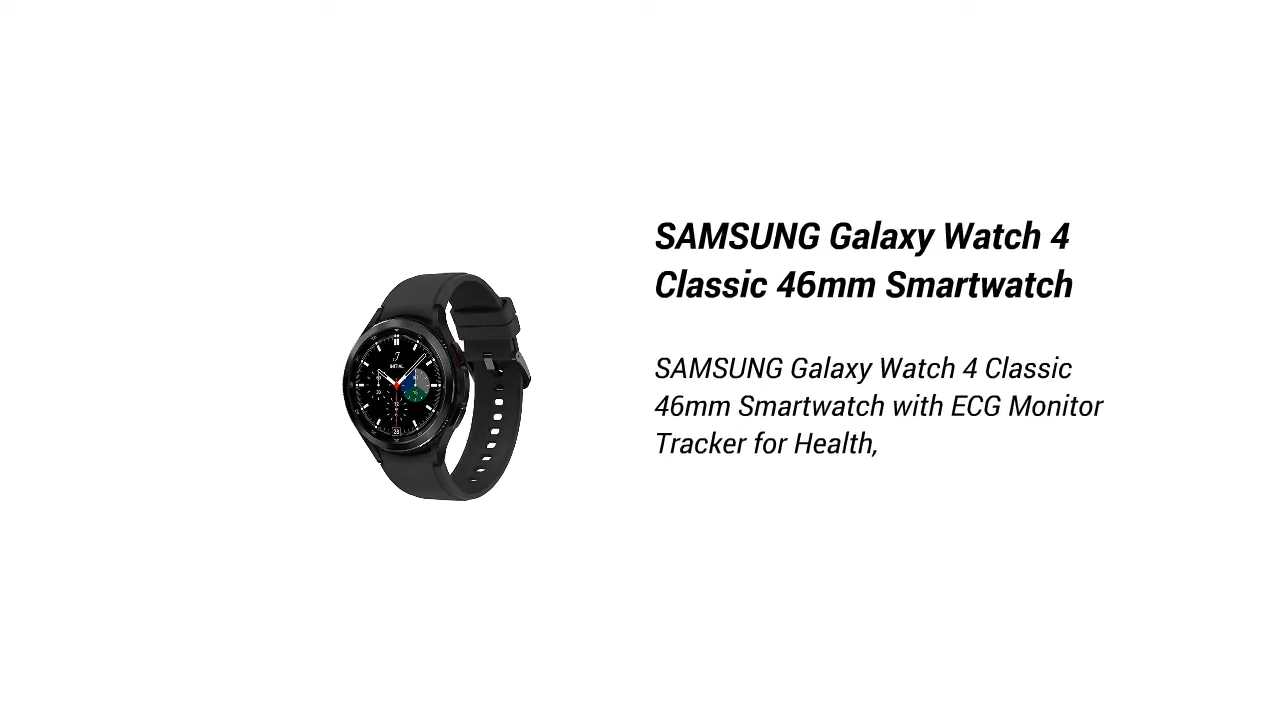 SAMSUNG Galaxy Watch 4
Classic 46mm Smartwatch
SAMSUNG Galaxy Watch 4 Classic
46mm Smartwatch with ECG Monitor
Tracker for Health,